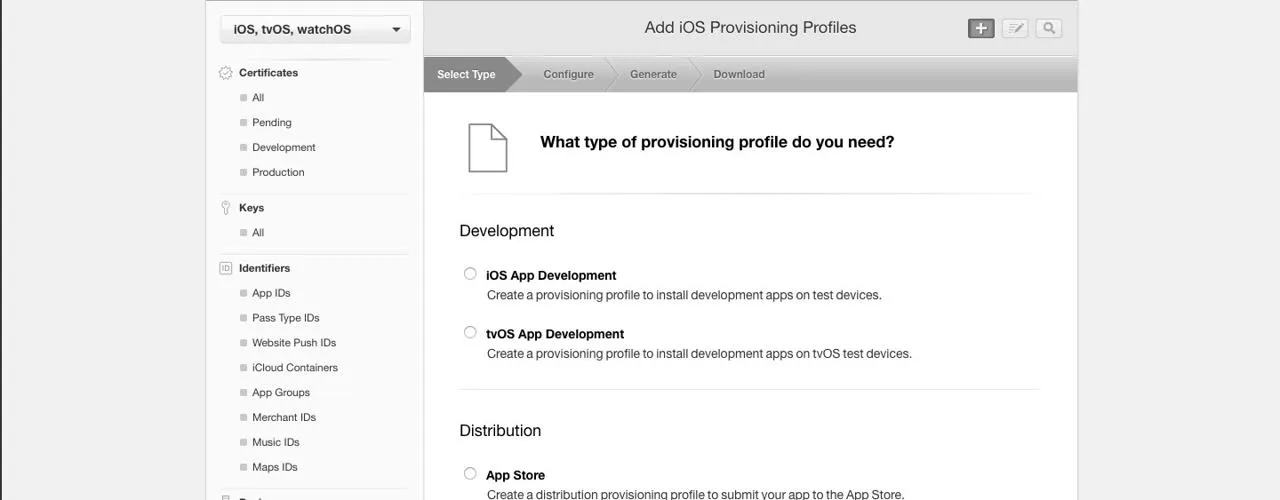 iOS, tvOS, watchOS
Certificates
All
Pending
Development
Production
Keys
All
ID Identifiers
App IDs
Pass Type IDs
Website Push IDs
iCloud Containers
App Groups
Merchant IDs
Music IDs
Maps IDs
Add iOS Provisioning Profiles
Select Type
Configure
Generate
Download
What type of provisioning profile do you need?
Development
iOS App Development
Create a provisioning profile to install development apps on test devices.
tvOS App Development
Create a provisioning profile to install development apps on tvOS test devices.
Distribution
App Store
Create a distribution provisioning profile to submit your app to the App Store.